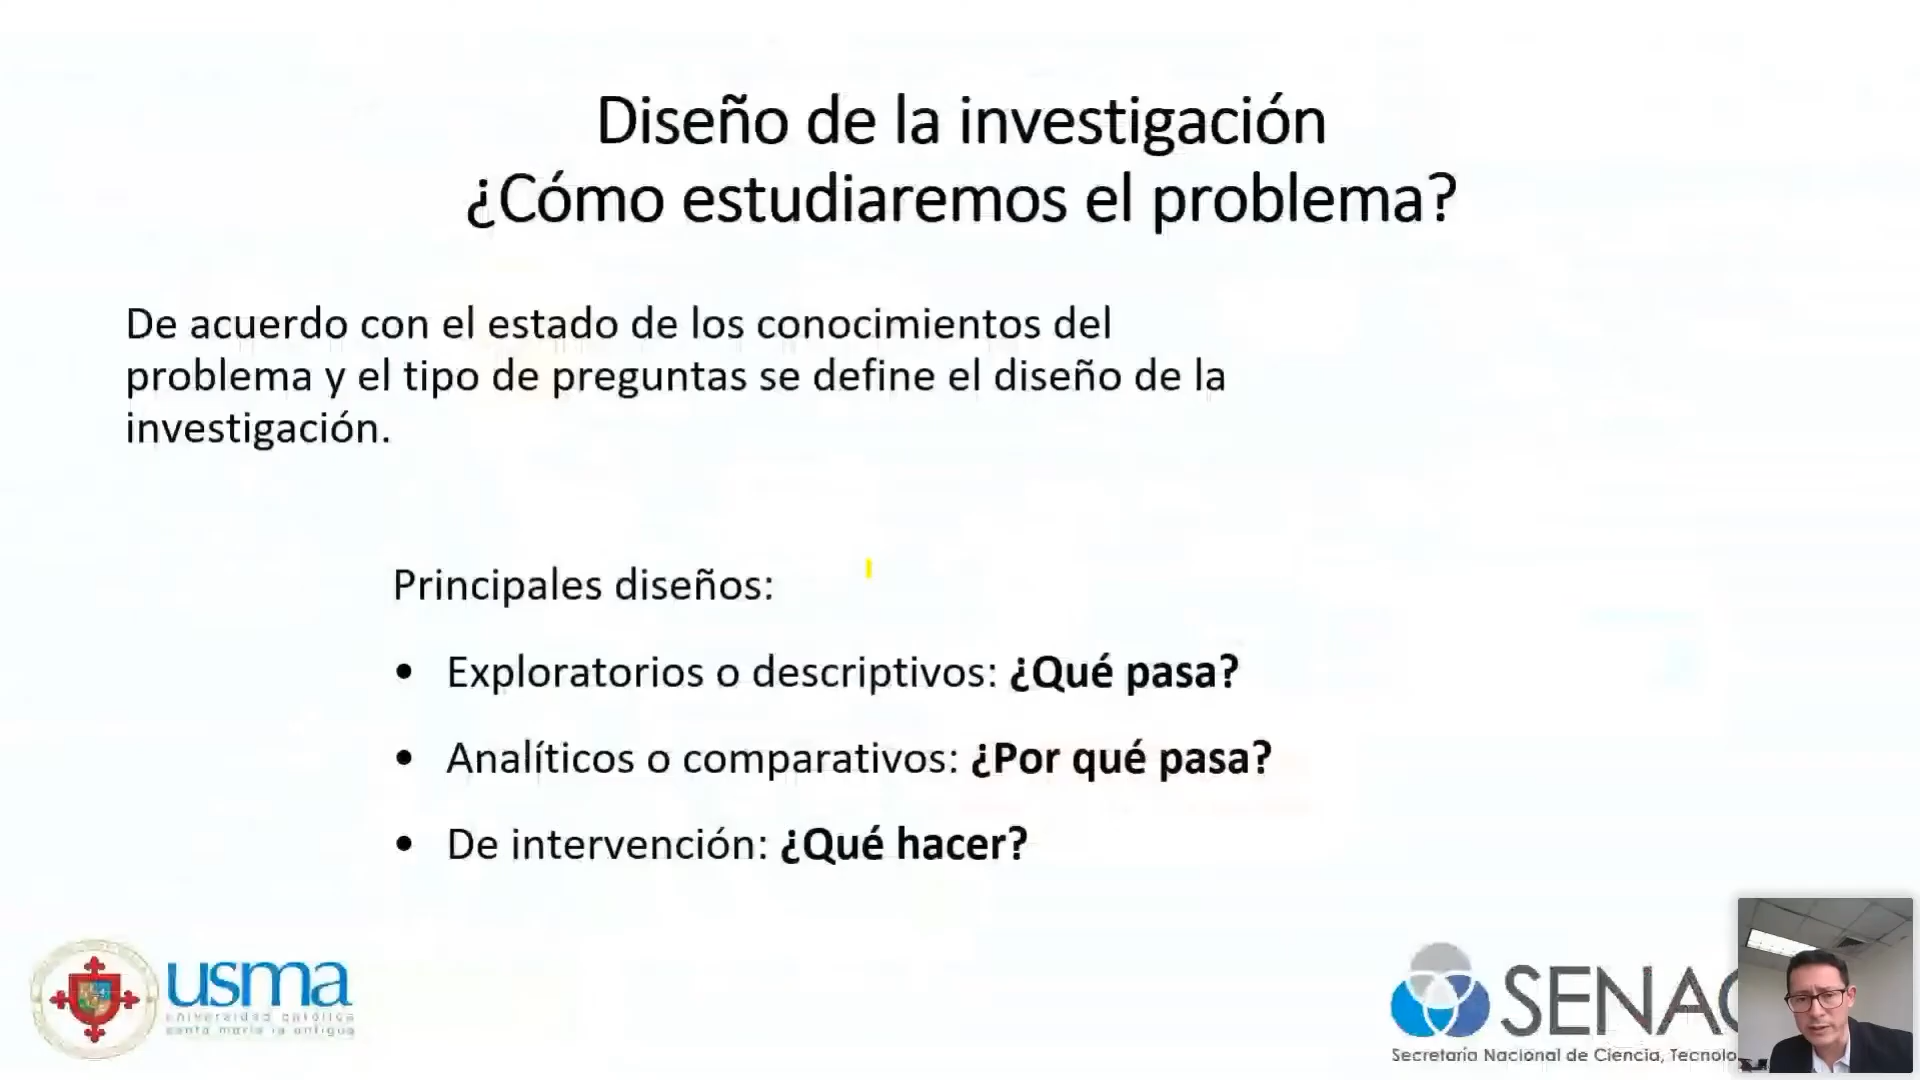 Diseño de la investigación
¿Cómo estudiaremos el problema?
De acuerdo con el estado de los conocimientos del
problema y el tipo de preguntas se define el diseño de la
investigación.
Principales diseños:
• Exploratorios o descriptivos: ¿Qué pasa?
• Analíticos o comparativos: ¿Por qué pasa?
• De intervención: ¿Qué hacer?
usma
universidad católica
santa maría la antigua
SENAC
Secretaría Nacional de Ciencia, Tecnolo